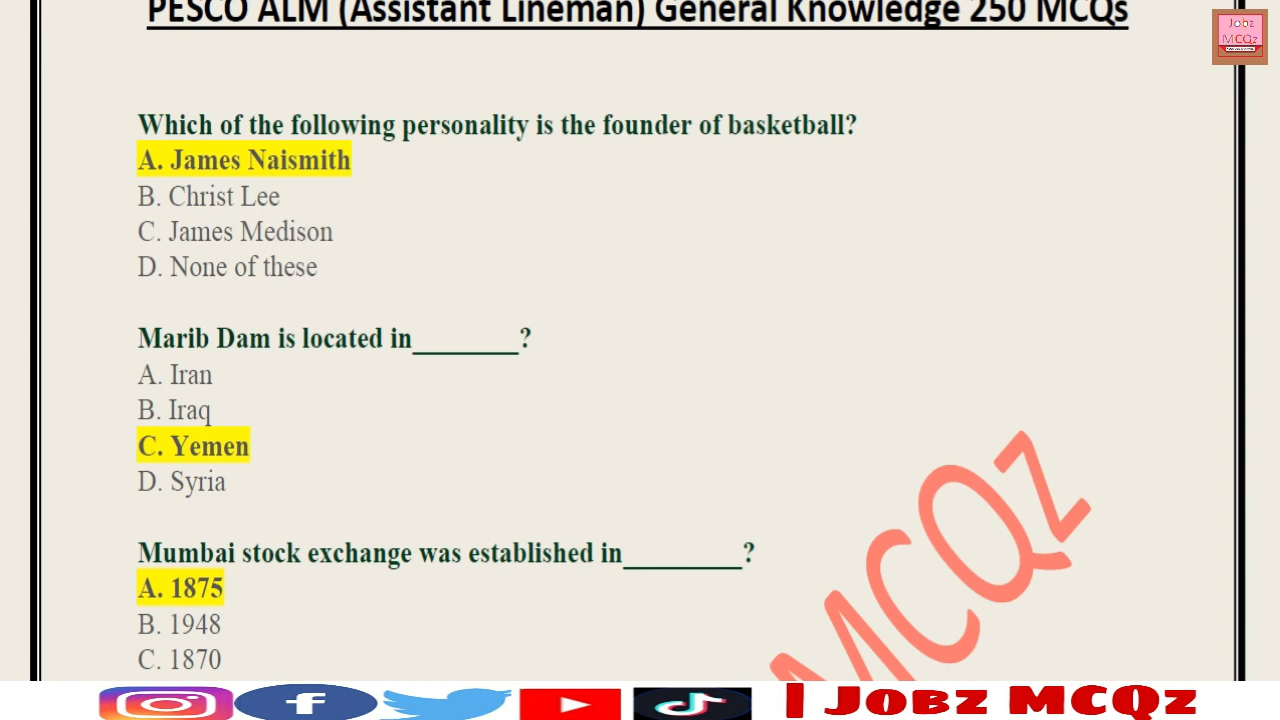 PESCO ALM (Assistant Lineman) General Knowledge 250 MCQs
Jobz
MCQz
Which of the following personality is the founder of basketball?
A. James Naismith
B. Christ Lee
C. James Medison
D. None of these
Marib Dam is located in________?
A. Iran
B. Iraq
C. Yemen
D. Syria
Mumbai stock exchange was established in_________?
A. 1875
B. 1948
C. 1870
MCQz
| Jobz MCQz